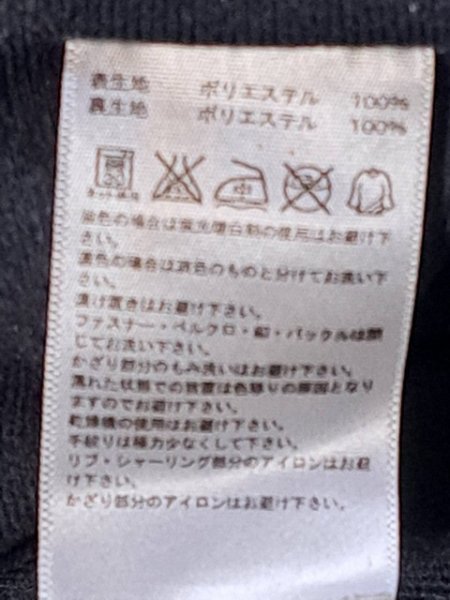 表生地 ポリエステル 100%
裏生地 ポリエステル 100%
ネット使用
中
淡色の場合は蛍光増白剤の使用はお避け下
さい。
濃色の場合は濃色のものと分けてお洗い下
さい。
漬け置きはお避け下さい。
ファスナー・ベルクロ・釦・バックルは閉
じてお洗い下さい。
かざり部分のもみ洗いはお避け下さい。
濡れた状態での放置は色移りの原因となり
ますのでお避け下さい。
乾燥機の使用はお避け下さい。
手絞りは極力少なくして下さい。
リブ・シャーリング部分のアイロンはお避
け下さい。
かざり部分のアイロンはお避け下さい。